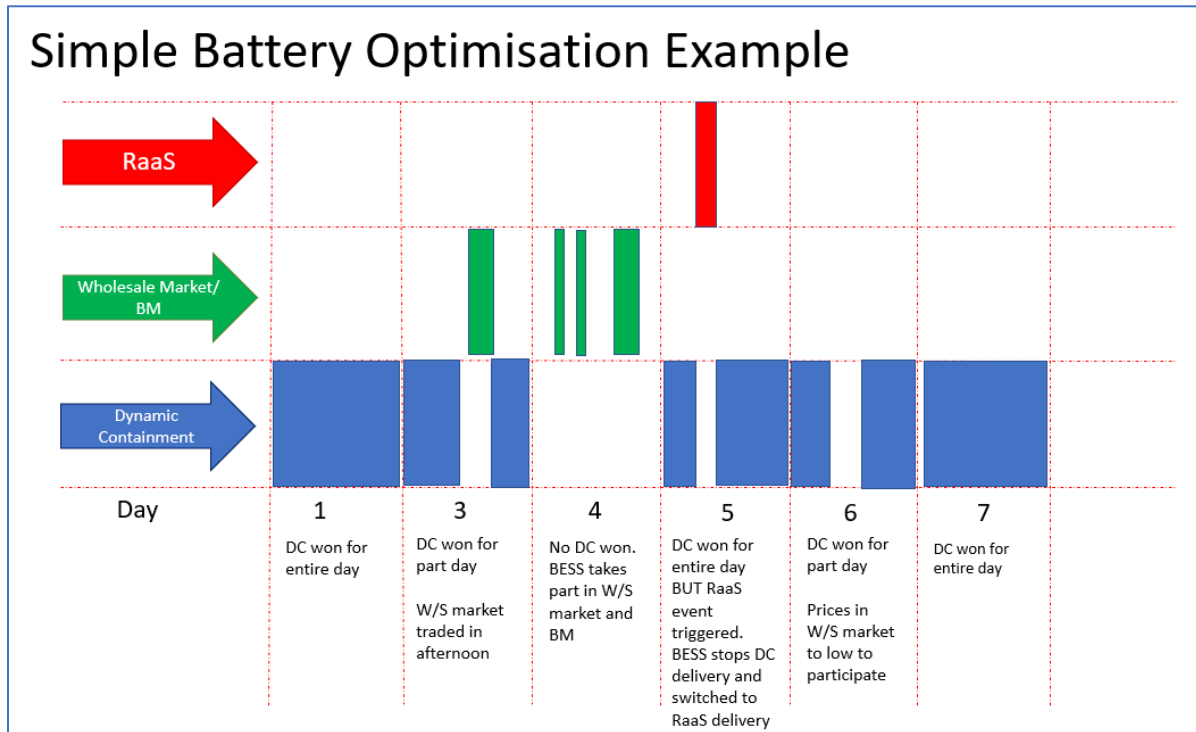 Simple Battery Optimisation Example
RaaS
Wholesale Market/
BM
Dynamic
Containment
Day
1
3
4
5
6
7
DC won for
entire day
DC won for
part day
W/S market
traded in
afternoon
No DC won.
BESS takes
part in W/S
market and
BM
DC won for
entire day
BUT RaaS
event
triggered.
BESS stops DC
delivery and
switched to
RaaS delivery
DC won for
part day
Prices in
W/S market
to low to
participate
DC won for
entire day